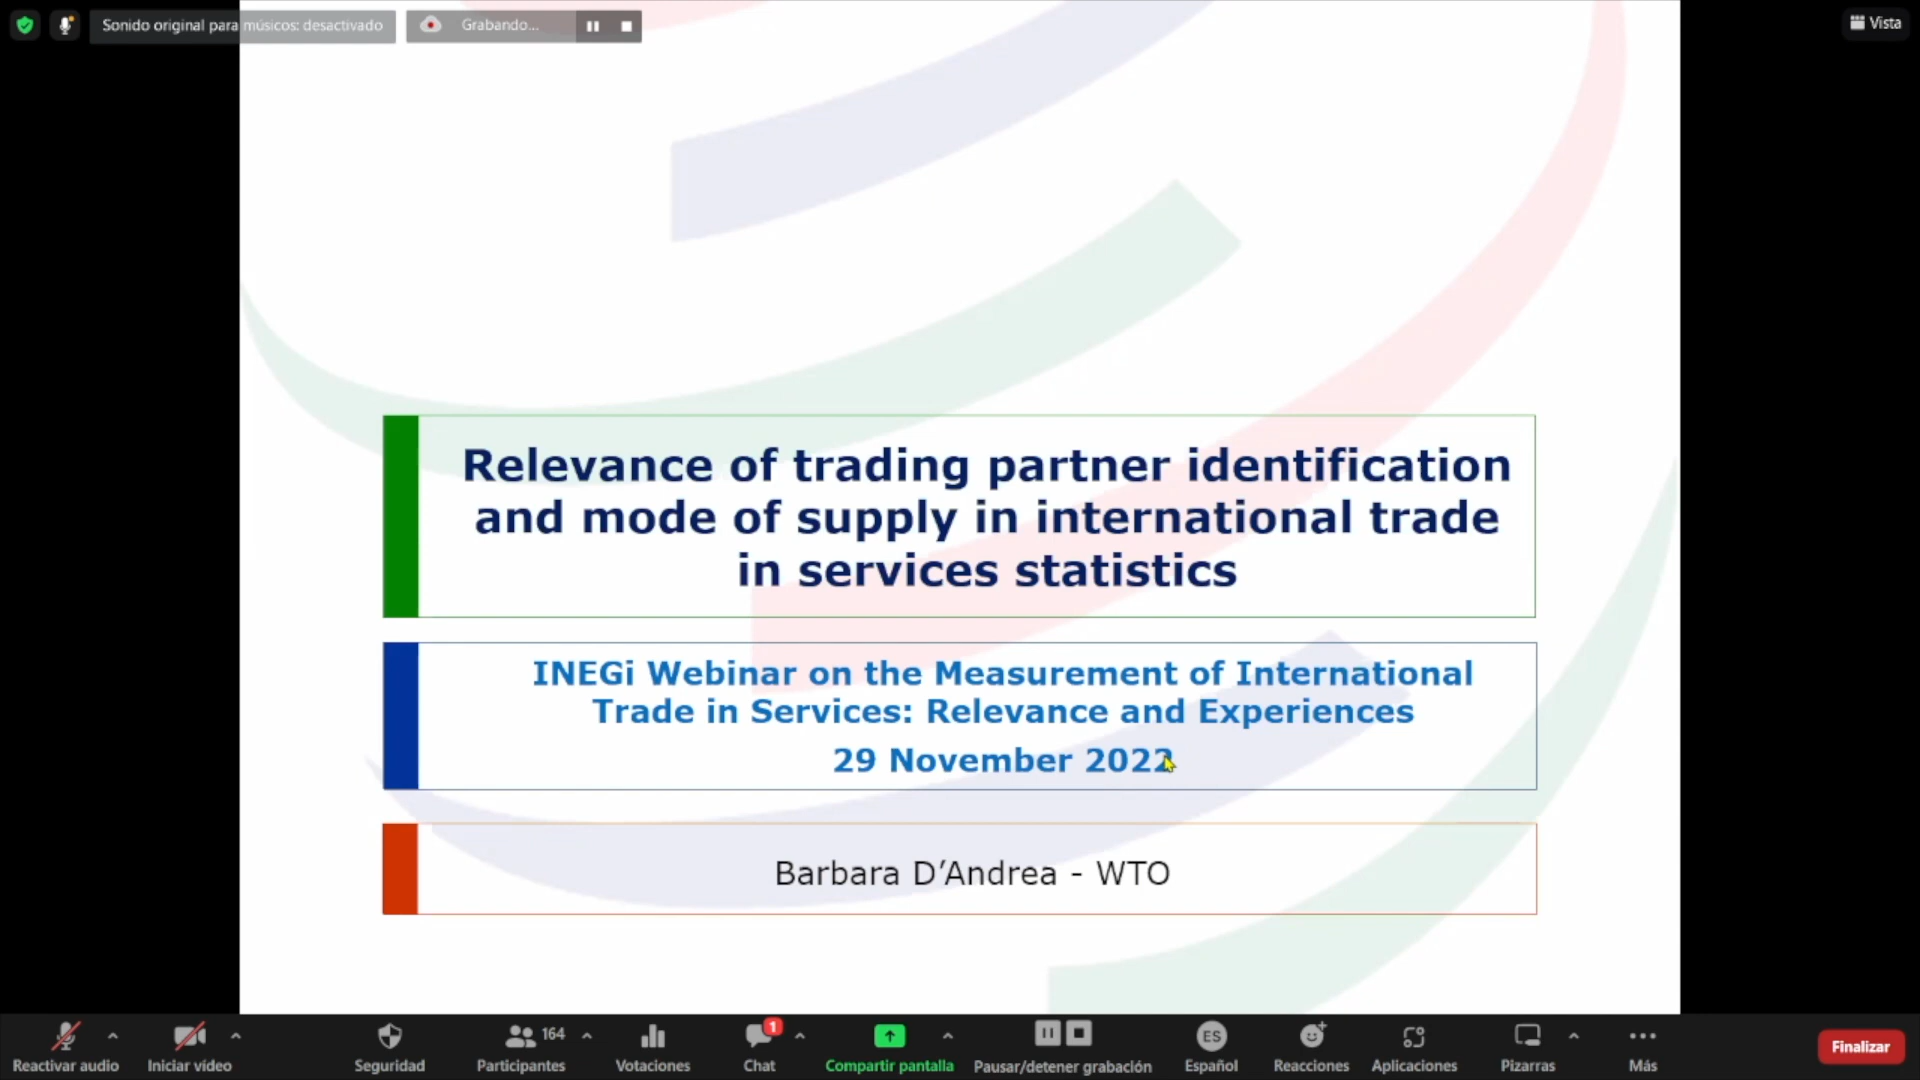 Sonido original para músicos: desactivado
Grabando...
Vista
Relevance of trading partner identification
and mode of supply in international trade
in services statistics
INEGi Webinar on the Measurement of International
Trade in Services: Relevance and Experiences
29 November 2022
Barbara D’Andrea - WTO
164
1
ES
Reactivar audio
Iniciar vídeo
Seguridad
Participantes
Votaciones
Chat
Compartir pantalla
Pausar/detener grabación
Español
Reacciones
Aplicaciones
Pizarras
Más
Finalizar